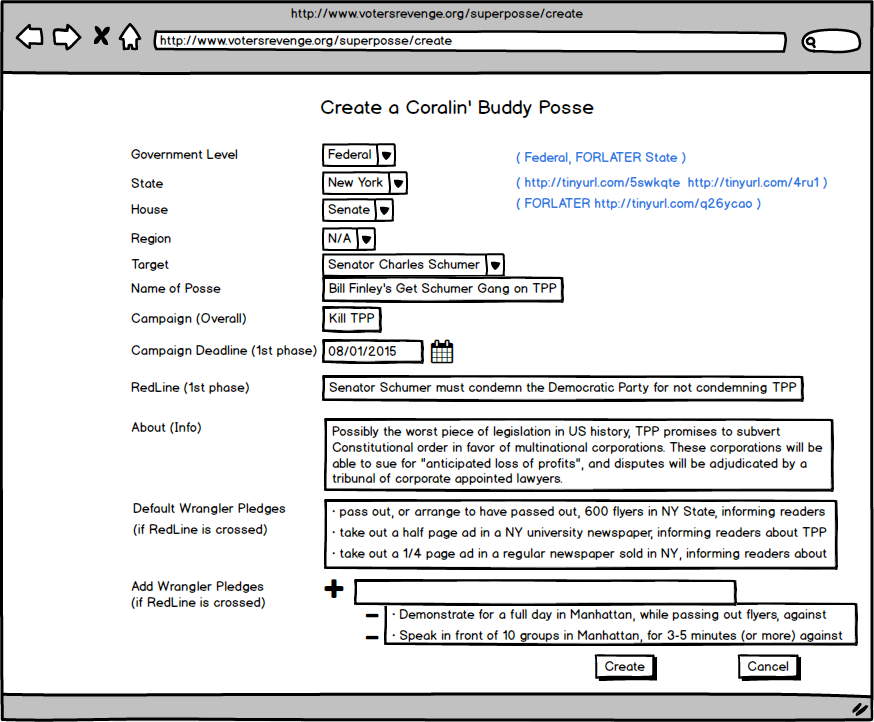 http://www.votersrevenge.org/superposse/create
http://www.votersrevenge.org/superposse/create
Create a Coralin' Buddy Posse
Government Level Federal ( Federal, FORLATER State )
State New York ( http://tinyurl.com/5swkqte http://tinyurl.com/4ru1 )
House Senate ( FORLATER http://tinyurl.com/q26ycao )
Region N/A
Target Senator Charles Schumer
Name of Posse Bill Finley's Get Schumer Gang on TPP
Campaign (Overall) Kill TPP
Campaign Deadline (1st phase) 08/01/2015
RedLine (1st phase) Senator Schumer must condemn the Democratic Party for not condemning TPP
About (Info) Possibly the worst piece of legislation in US history, TPP promises to subvert
Constitutional order in favor of multinational corporations. These corporations will be
able to sue for "anticipated loss of profits", and disputes will be adjudicated by a
tribunal of corporate appointed lawyers.
Default Wrangler Pledges · pass out, or arrange to have passed out, 600 flyers in NY State, informing readers
(if RedLine is crossed) · take out a half page ad in a NY university newspaper, informing readers about TPP
· take out a 1/4 page ad in a regular newspaper sold in NY, informing readers about
Add Wrangler Pledges
(if RedLine is crossed)
· Demonstrate for a full day in Manhattan, while passing out flyers, against
· Speak in front of 10 groups in Manhattan, for 3-5 minutes (or more) against
Create Cancel